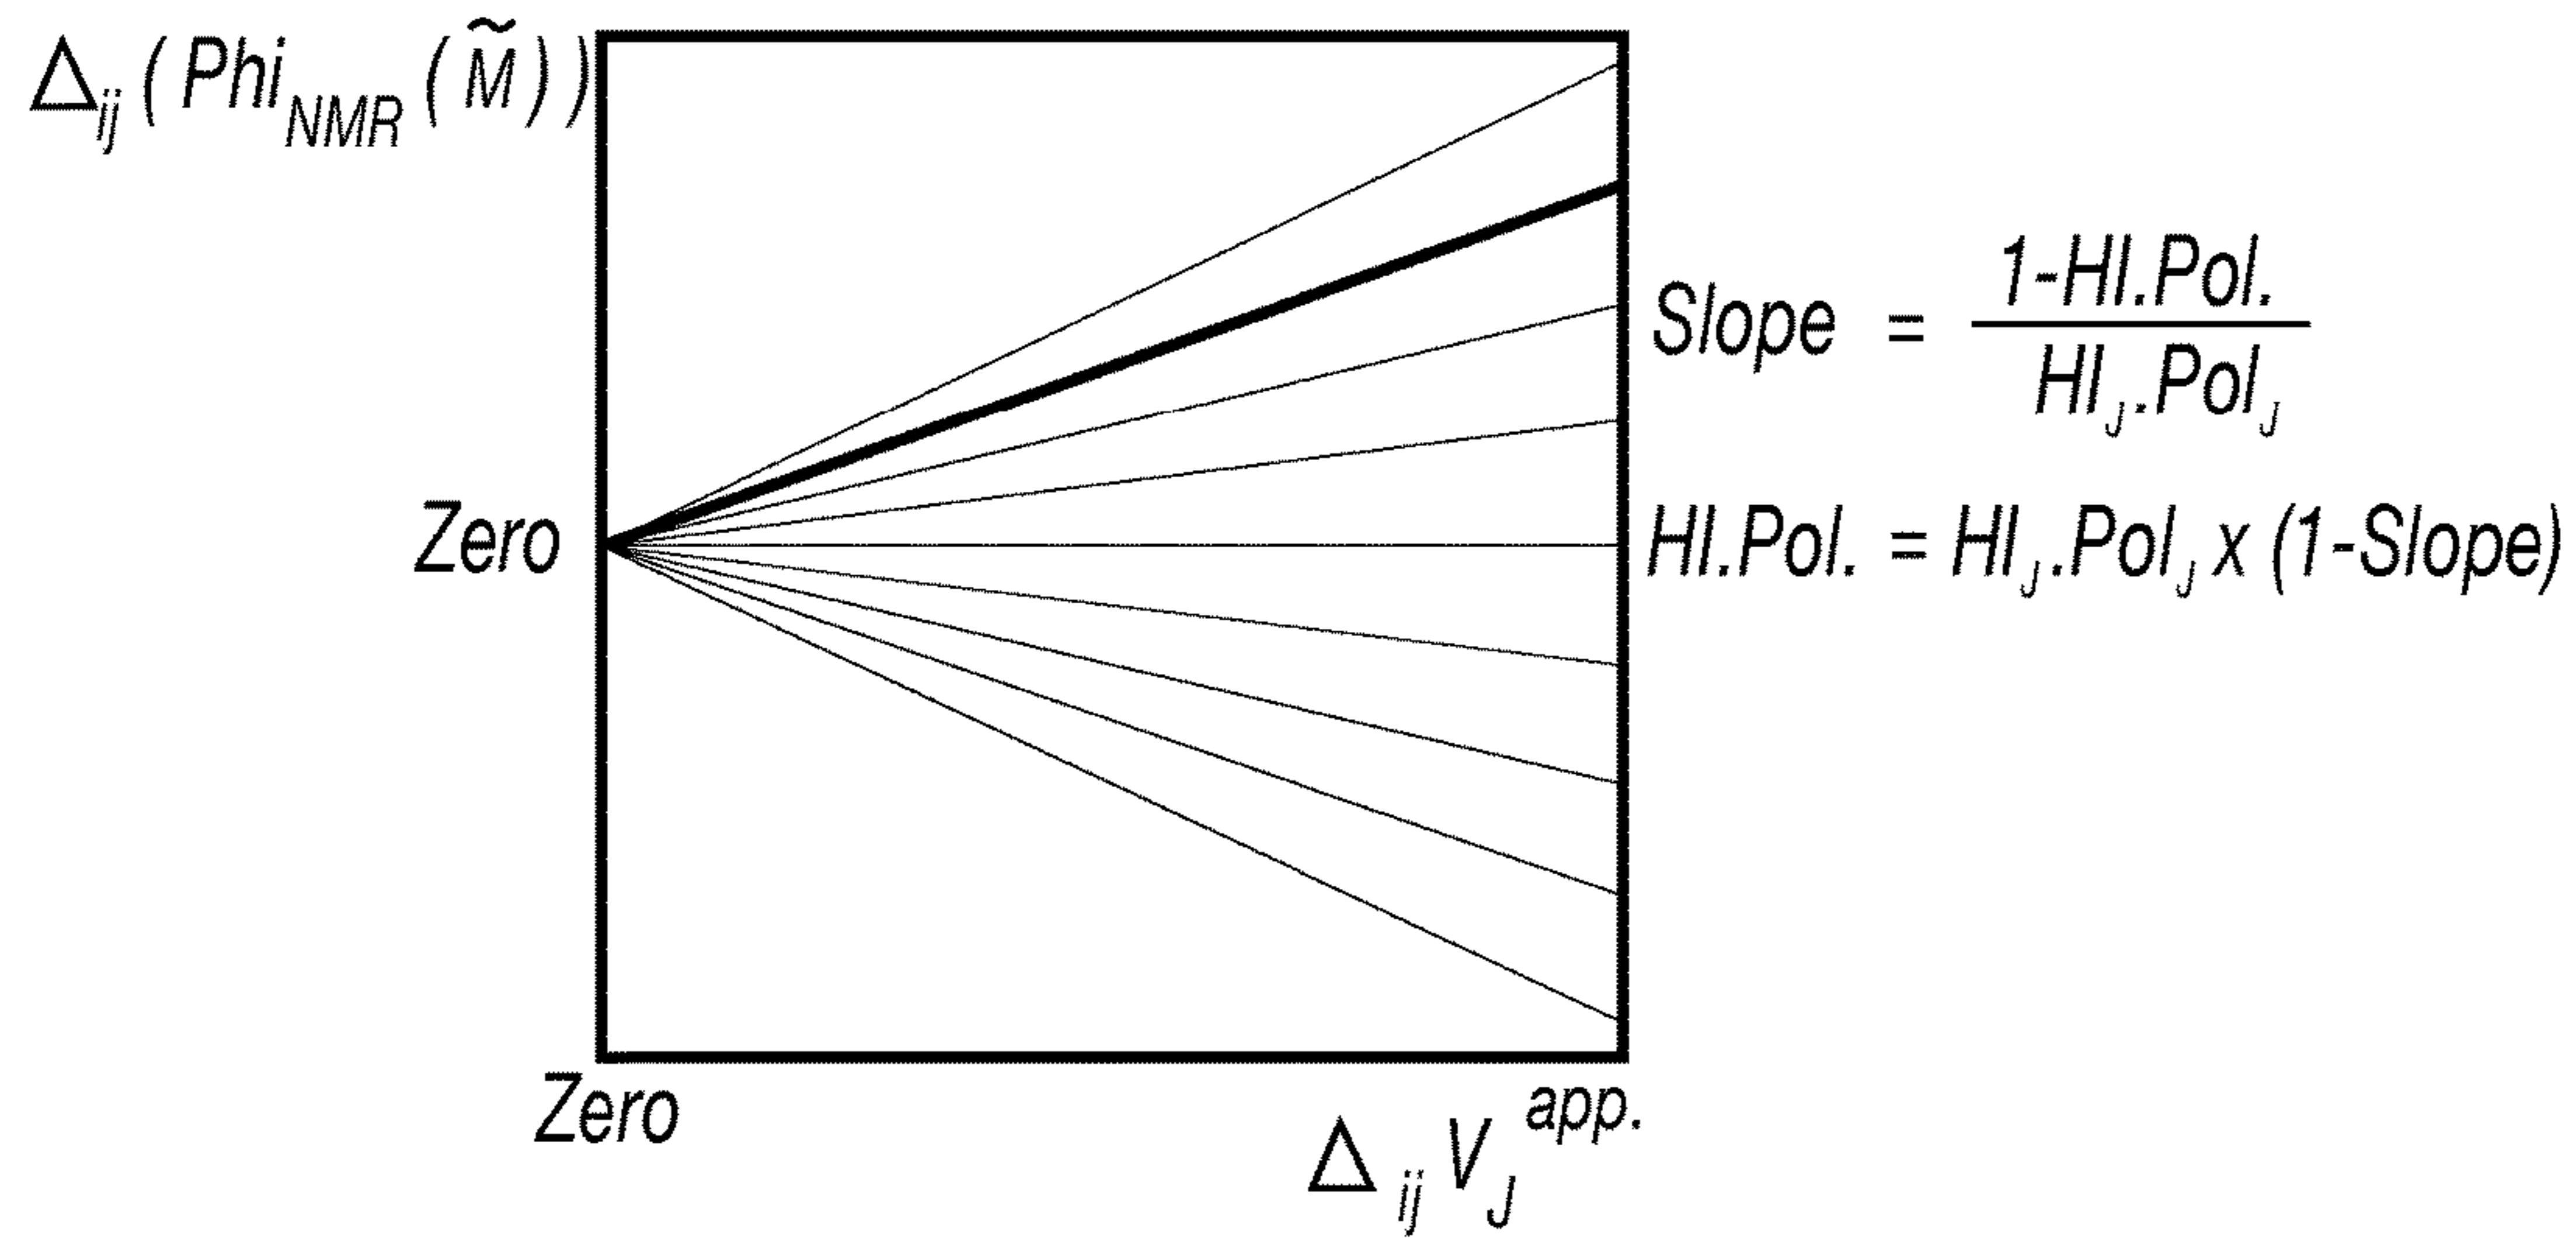 Δij ( PhiNMR ( M̃ ) )
Slope = 1-HI.Pol. / HIJ.PolJ
Zero
HI.Pol. = HIJ.PolJ x (1-Slope)
Zero
Δij VJ app.